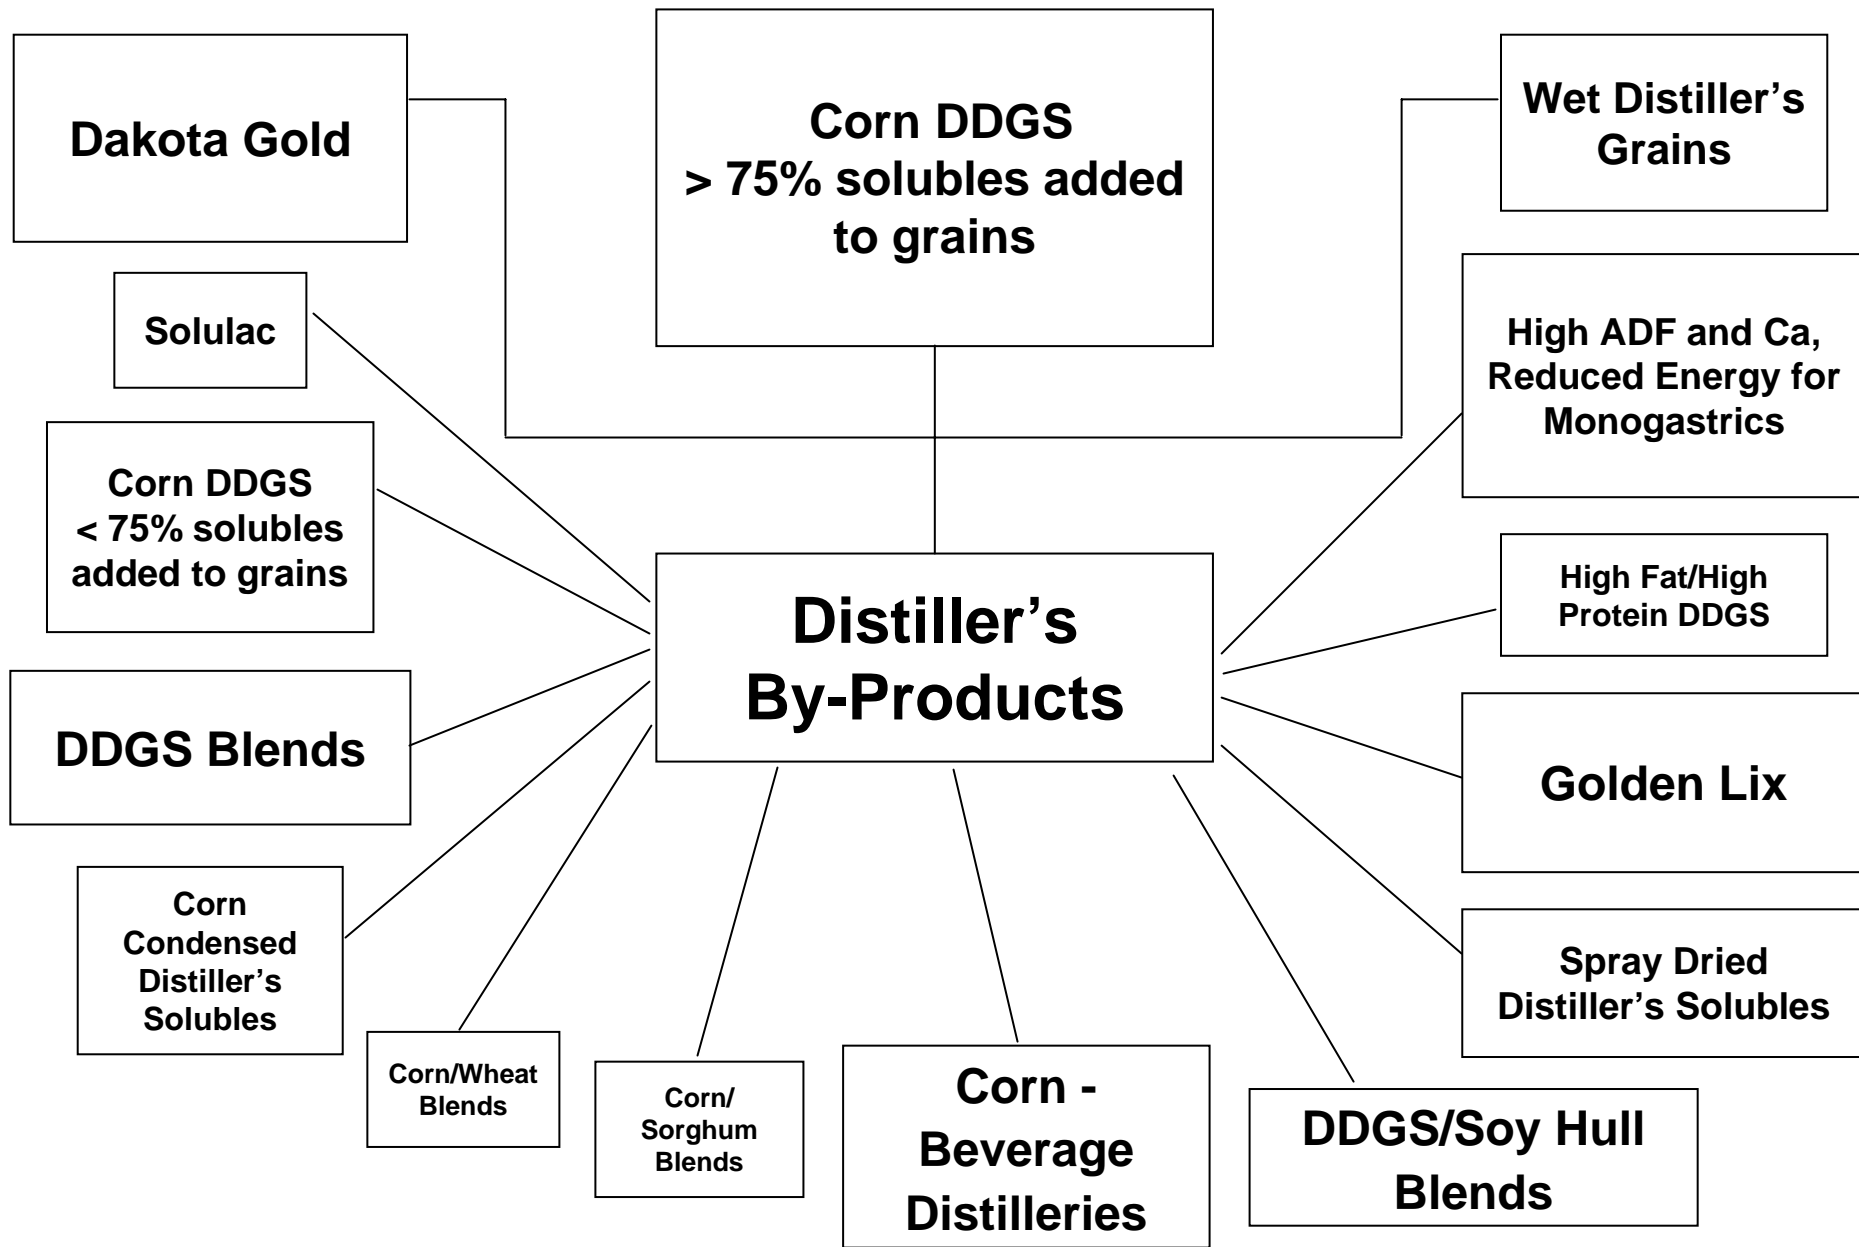 Dakota Gold
Corn DDGS
> 75% solubles added
to grains
Wet Distiller’s
Grains
Solulac
High ADF and Ca,
Reduced Energy for
Monogastrics
Corn DDGS
< 75% solubles
added to grains
High Fat/High
Protein DDGS
Distiller’s
By-Products
DDGS Blends
Golden Lix
Corn
Condensed
Distiller’s
Solubles
Spray Dried
Distiller’s Solubles
Corn/Wheat
Blends
Corn/
Sorghum
Blends
Corn -
Beverage
Distilleries
DDGS/Soy Hull
Blends